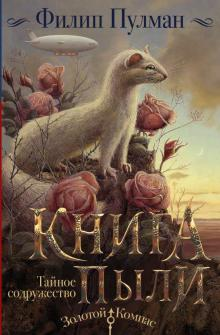 Филип Пулман
КНИГА
Тайное
содружество
ПЫЛИ
Золотой Компас